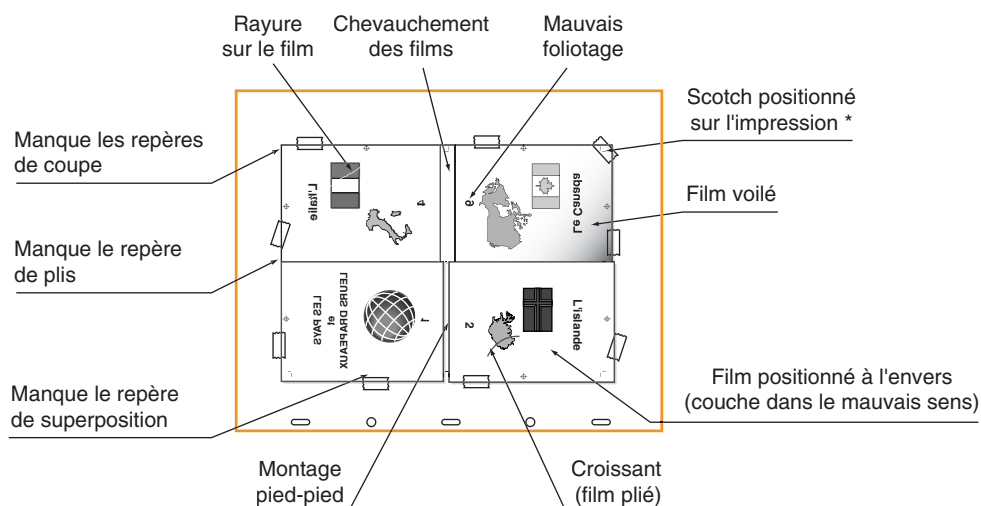 Rayure
sur le film
Chevauchement
des films
Mauvais
foliotage
Scotch positionné
sur l'impression *
Manque les repères
de coupe
Film voilé
Manque le repère
de plis
L'italie
4
Le Canada
LES PAYS
et
LEURS DRAPEAUX
1
2
L'islande
Film positionné à l'envers
(couche dans le mauvais sens)
Manque le repère
de superposition
Montage
pied-pied
Croissant
(film plié)